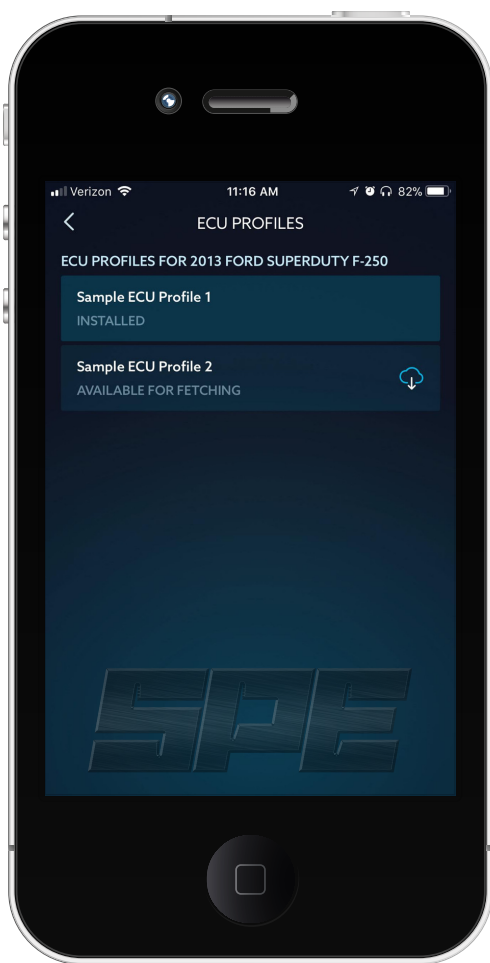 Verizon 11:16 AM 82%
ECU PROFILES
ECU PROFILES FOR 2013 FORD SUPERDUTY F-250
Sample ECU Profile 1
INSTALLED
Sample ECU Profile 2
AVAILABLE FOR FETCHING
SPE